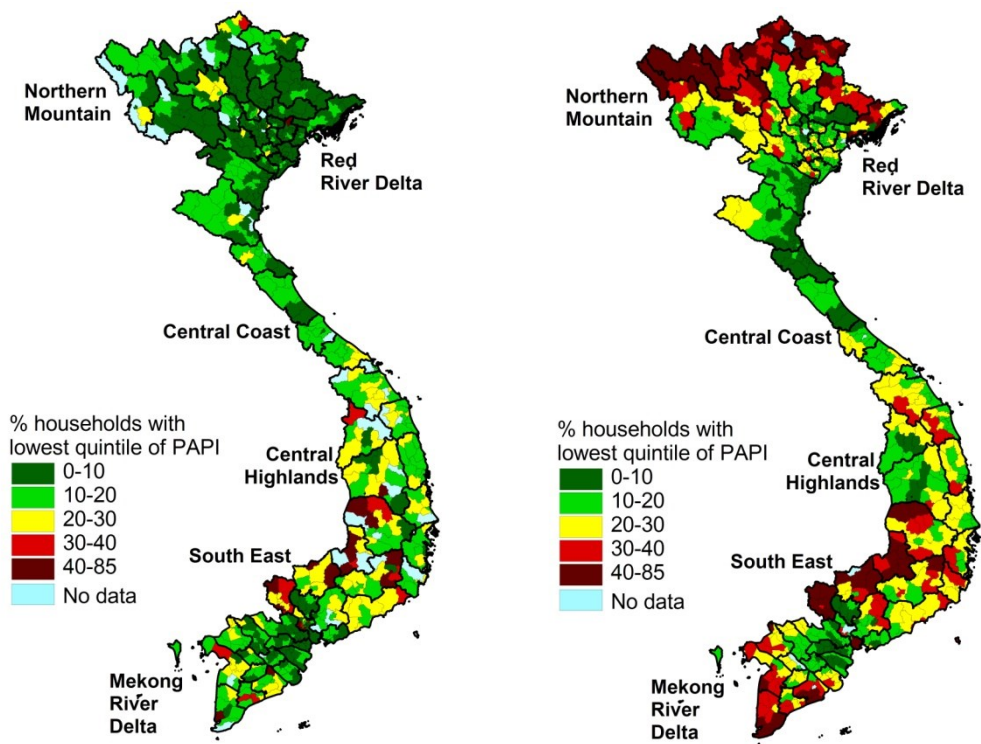 Northern
Mountain
Red
River Delta
Central Coast
% households with
lowest quintile of PAPI
0-10
10-20
20-30
30-40
40-85
No data
Central
Highlands
South East
Mekong
River
Delta
Northern
Mountain
Red
River Delta
Central Coast
% households with
lowest quintile of PAPI
0-10
10-20
20-30
30-40
40-85
No data
Central
Highlands
South East
Mekong
River
Delta